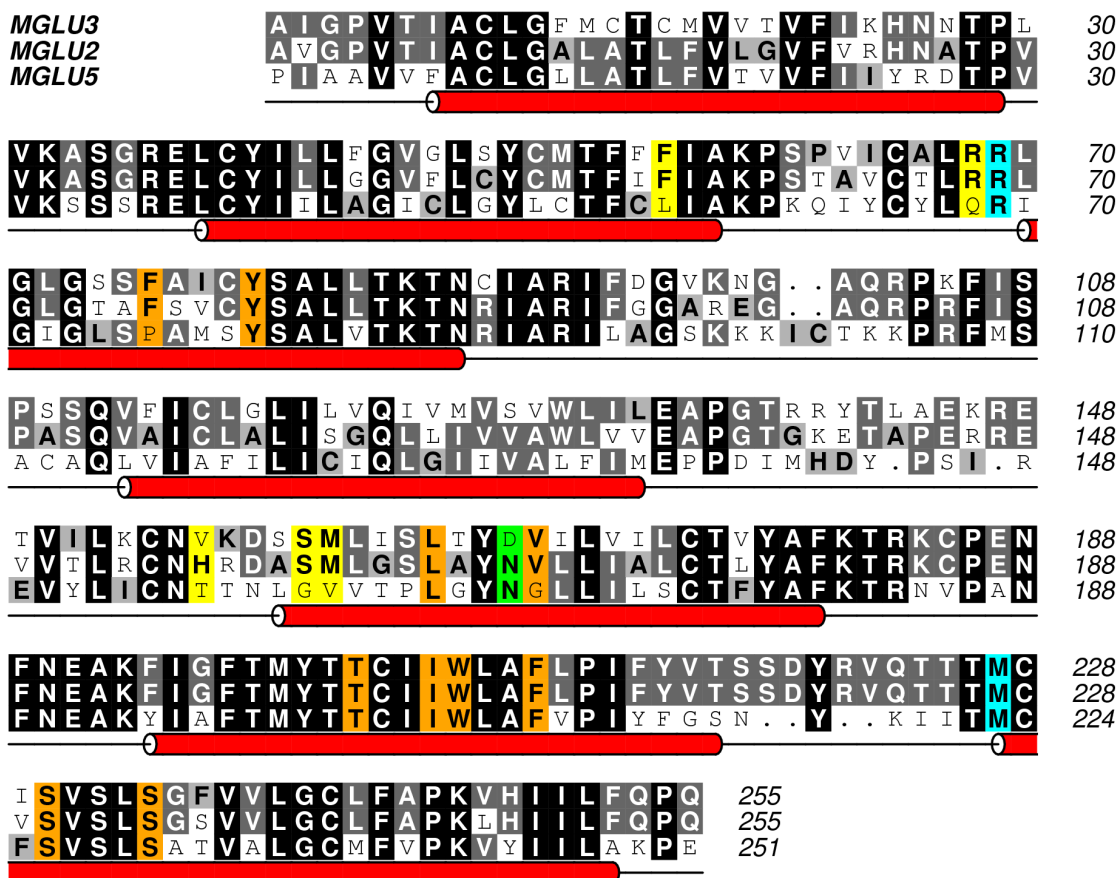 MGLU3 AIGPVTIACLGFMCTCMVVTVFIKHNNTPL 30
MGLU2 AVGPVTIACLGALATLFVLGVFVRHNATPV 30
MGLU5 PIAAVVFACLGLLATLFVTVVFIIYRDTPV 30
VKASGRELCYILLFGVGLSYCMTFFFIAKPSPVICALRRL 70
VKASGRELCYILLGGVFLCYCMTFIFIAKPSTAVCTLRRL 70
VKSSSRELCYIILAGICLGYLCTFCLIAKPKQIYCYLQRI 70
GLGSSFAICYSALLTKTNCIARIFDGVKNG..AQRPKFIS 108
GLGTAFSVCYSALLTKTNRIARIFGGAREG..AQRPRFIS 108
GIGLSPAMSYSALVTKTNRIARILAGSKKKICTKKPRFMS 110
PSSQVFICLGLILVQIVMVSVWLILEAPGTRRYTLAEKRE 148
PASQVAICLALISGQLLIVVAWLVVEAPGTGKETAPERRE 148
ACAQLVIAFILICIQLGIIVALFIMEPPDIMHDY.PSI.R 148
TVILKCNVKDSSMLISLTYDVILVILCTVYAFKTRKCPEN 188
VVTLRCNHRDASMLGSLAYNVLLIALCTLYAFKTRKCPEN 188
EVYLICNTTNLGVVTPLGYNGLLILSCTFYAFKTRNVPAN 188
FNEAKFIGFTMYTTCIIWLAFLPIFYVTSSDYRVQTTTMC 228
FNEAKFIGFTMYTTCIIWLAFLPIFYVTSSDYRVQTTTMC 228
FNEAKYIAFTMYTTCIIWLAFVPIYFGSN..Y..KIITMC 224
ISVSLSGFVVLGCLFAPKVHIILFQPQ 255
VSVSLSGSVVLGCLFAPKLHIILFQPQ 255
FSVSLSATVALGCMFVPKVYIILAKPE 251